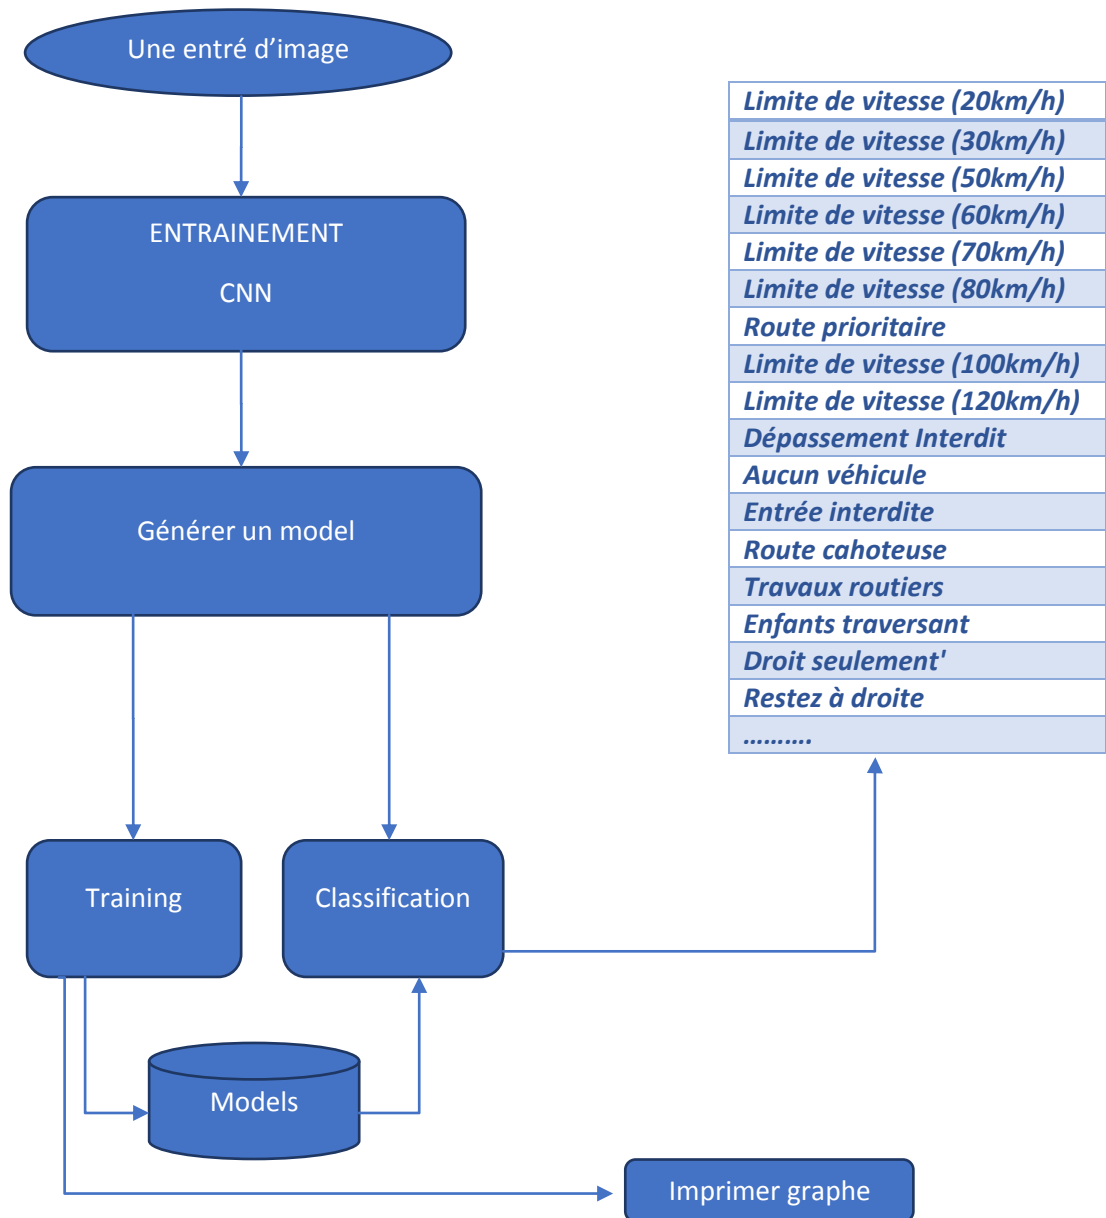 Une entré d’image
ENTRAINEMENT
CNN
Générer un model
Training
Classification
Models
Imprimer graphe
Limite de vitesse (20km/h)
Limite de vitesse (30km/h)
Limite de vitesse (50km/h)
Limite de vitesse (60km/h)
Limite de vitesse (70km/h)
Limite de vitesse (80km/h)
Route prioritaire
Limite de vitesse (100km/h)
Limite de vitesse (120km/h)
Dépassement Interdit
Aucun véhicule
Entrée interdite
Route cahoteuse
Travaux routiers
Enfants traversant
Droit seulement'
Restez à droite
……….